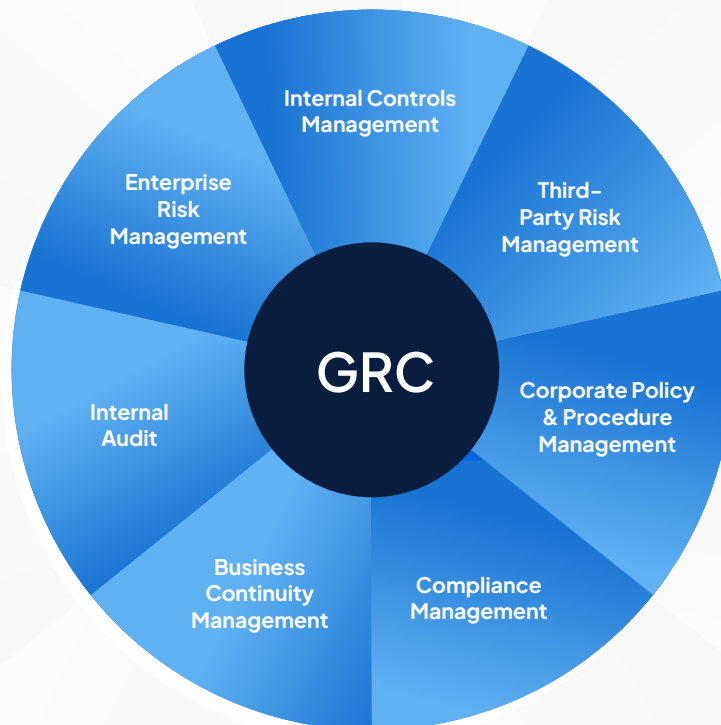 Internal Controls
Management
Third-
Party Risk
Management
Corporate Policy
& Procedure
Management
Compliance
Management
Business
Continuity
Management
Internal
Audit
Enterprise
Risk
Management
GRC